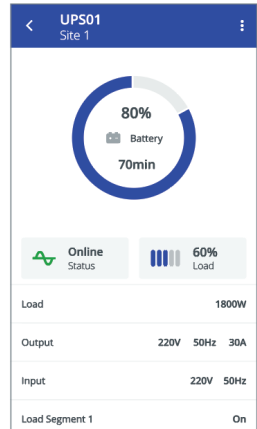 UPS01
Site 1
80%
Battery
70min
Online
Status
60%
Load
Load 1800W
Output 220V 50Hz 30A
Input 220V 50Hz
Load Segment 1 On